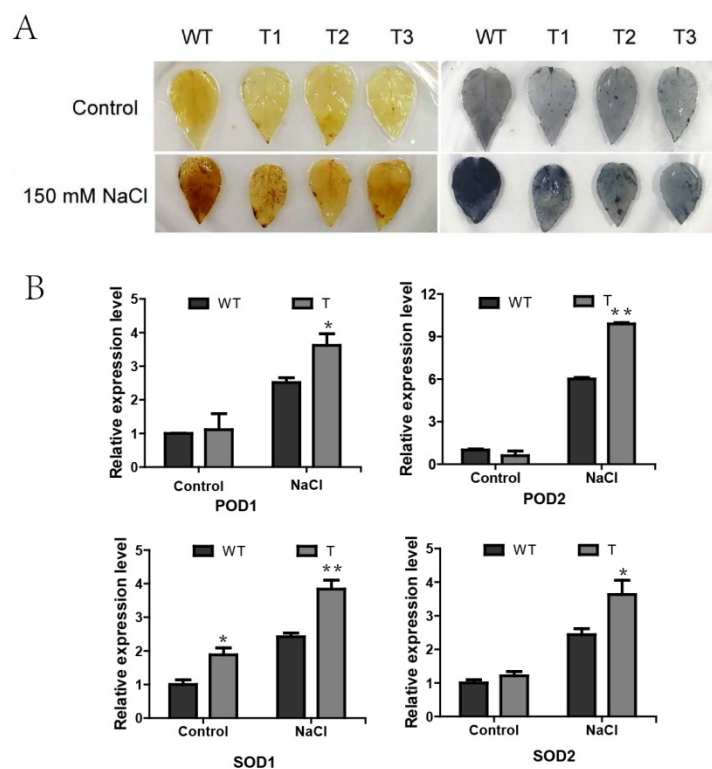 A
WT T1 T2 T3 WT T1 T2 T3
Control
150 mM NaCl
B
Relative expression level
5
4
3
2
1
0
WT T
*
Control NaCl
POD1
Relative expression level
12
9
6
3
0
WT T
**
Control NaCl
POD2
Relative expression level
5
4
3
2
1
0
WT T
*
**
Control NaCl
SOD1
Relative expression level
5
4
3
2
1
0
WT T
*
Control NaCl
SOD2